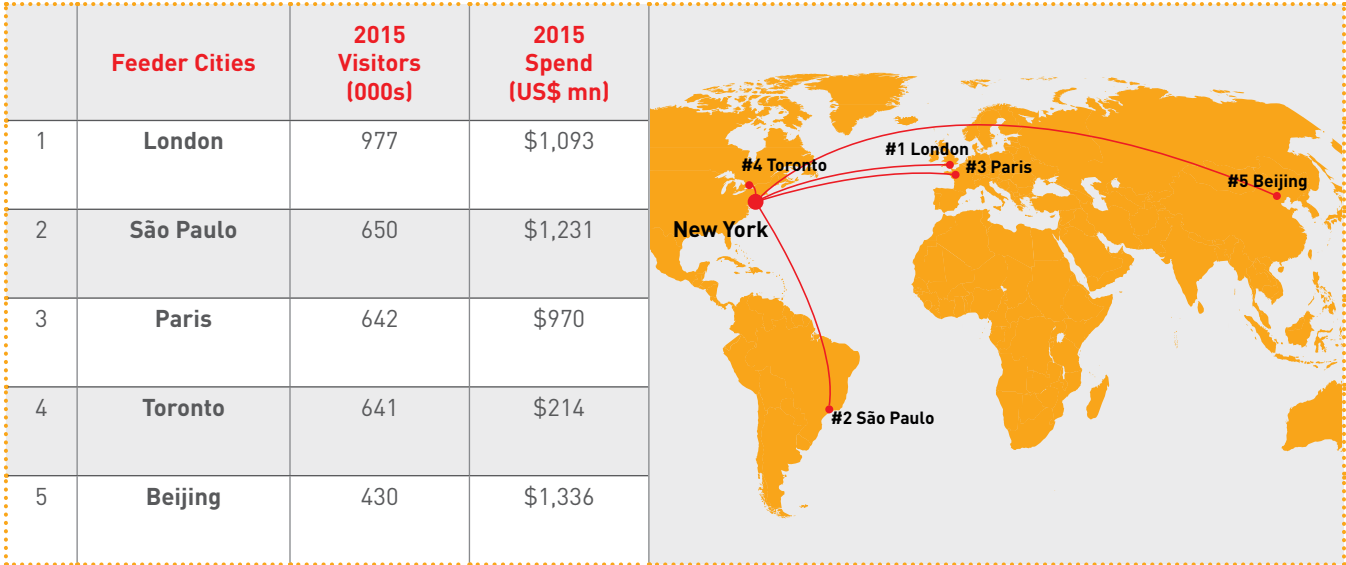 Feeder Cities
2015
Visitors
(000s)
2015
Spend
(US$ mn)
1 London 977 $1,093
2 São Paulo 650 $1,231
3 Paris 642 $970
4 Toronto 641 $214
5 Beijing 430 $1,336
#1 London
#4 Toronto
#3 Paris
#5 Beijing
New York
#2 São Paulo